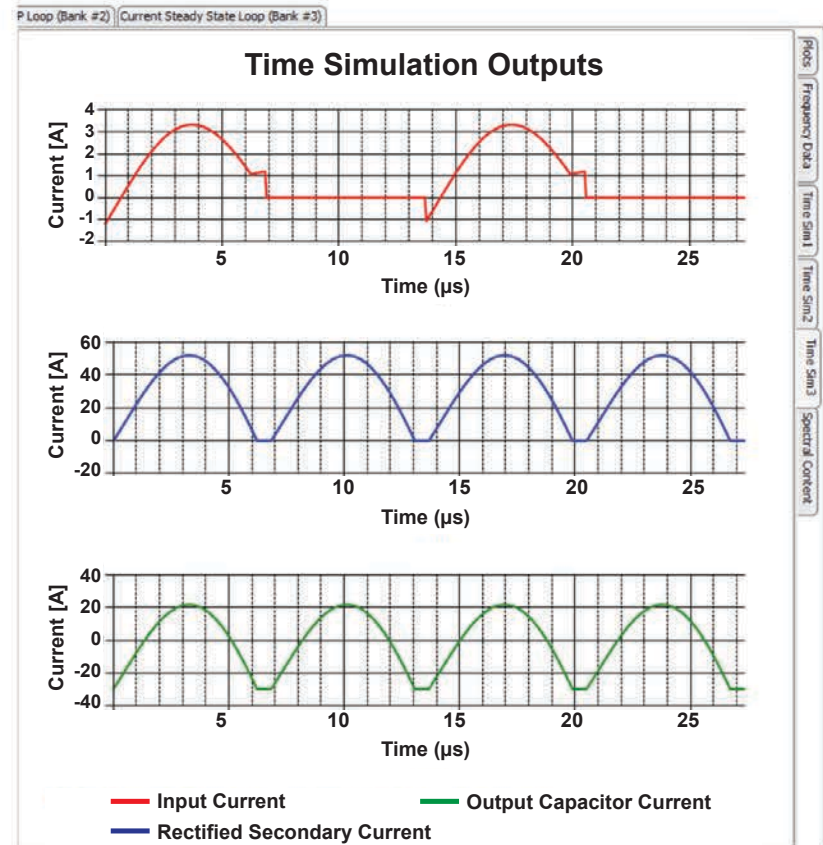 P Loop (Bank #2) Current Steady State Loop (Bank #3)
Time Simulation Outputs
Current [A]
4
3
2
1
0
-1
-2
5 10 15 20 25
Time (µs)
Current [A]
60
40
20
0
-20
5 10 15 20 25
Time (µs)
Current [A]
40
20
0
-20
-40
5 10 15 20 25
Time (µs)
Input Current
Output Capacitor Current
Rectified Secondary Current
Plots
Frequency Data
Time Sim1
Time Sim2
Time Sim3
Spectral Content